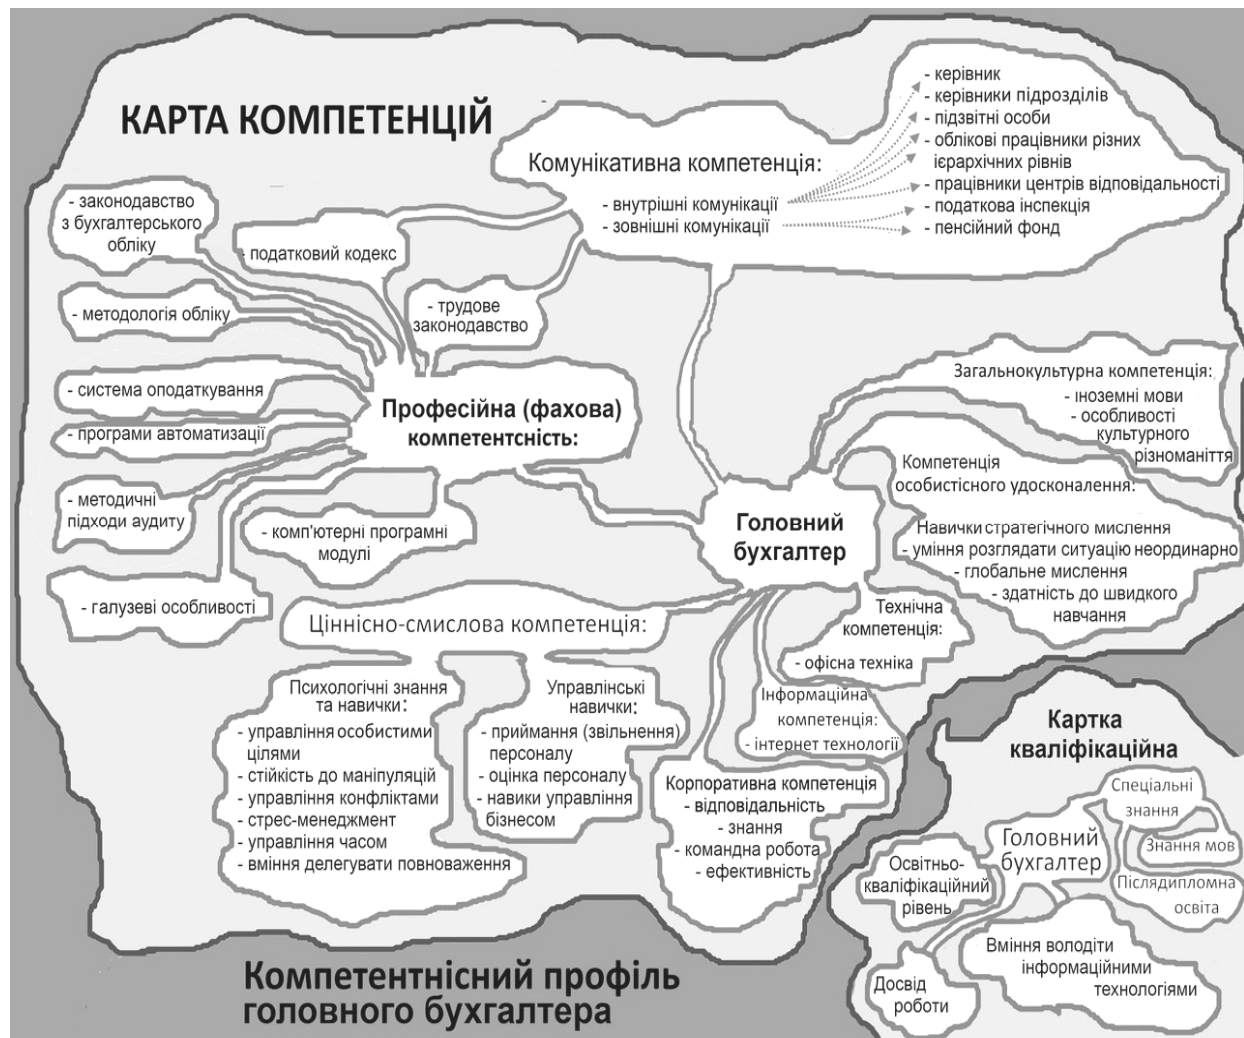 КАРТА КОМПЕТЕНЦІЙ
Комунікативна компетенція:
- внутрішні комунікації
- зовнішні комунікації
- керівник
- керівники підрозділів
- підзвітні особи
- облікові працівники різних
ієрархічних рівнів
- працівники центрів відповідальності
- податкова інспекція
- пенсійний фонд
- законодавство
з бухгалтерського
обліку
- податковий кодекс
- методологія обліку
- трудове
законодавство
- система оподаткування
- програми автоматизації
- методичні
підходи аудиту
- галузеві особливості
- комп'ютерні програмні
модулі
Професійна (фахова)
компетентсність:
Загальнокультурна компетенція:
- іноземні мови
- особливості
культурного
різноманіття
Компетенція
особистісного удосконалення:
Навички стратегічного мислення
- уміння розглядати ситуацію неординарно
- глобальне мислення
- здатність до швидкого
навчання
Головний
бухгалтер
Технічна
компетенція:
- офісна техніка
Інформаційна
компетенція:
- інтернет технології
Ціннісно-смислова компетенція:
Психологічні знання
та навички:
- управління особистими
цілями
- стійкість до маніпуляцій
- управління конфліктами
- стрес-менеджмент
- управління часом
- вміння делегувати повноваження
Управлінські
навички:
- приймання (звільнення)
персоналу
- оцінка персоналу
- навики управління
бізнесом
Корпоративна компетенція
- відповідальність
- знання
- командна робота
- ефективність
Картка
кваліфікаційна
Спеціальні
знання
Головний
бухгалтер
Знання мов
Післядипломна
освіта
Освітньо-
кваліфікаційний
рівень
Досвід
роботи
Вміння володіти
інформаційними
технологіями
Компетентнісний профіль
головного бухгалтера